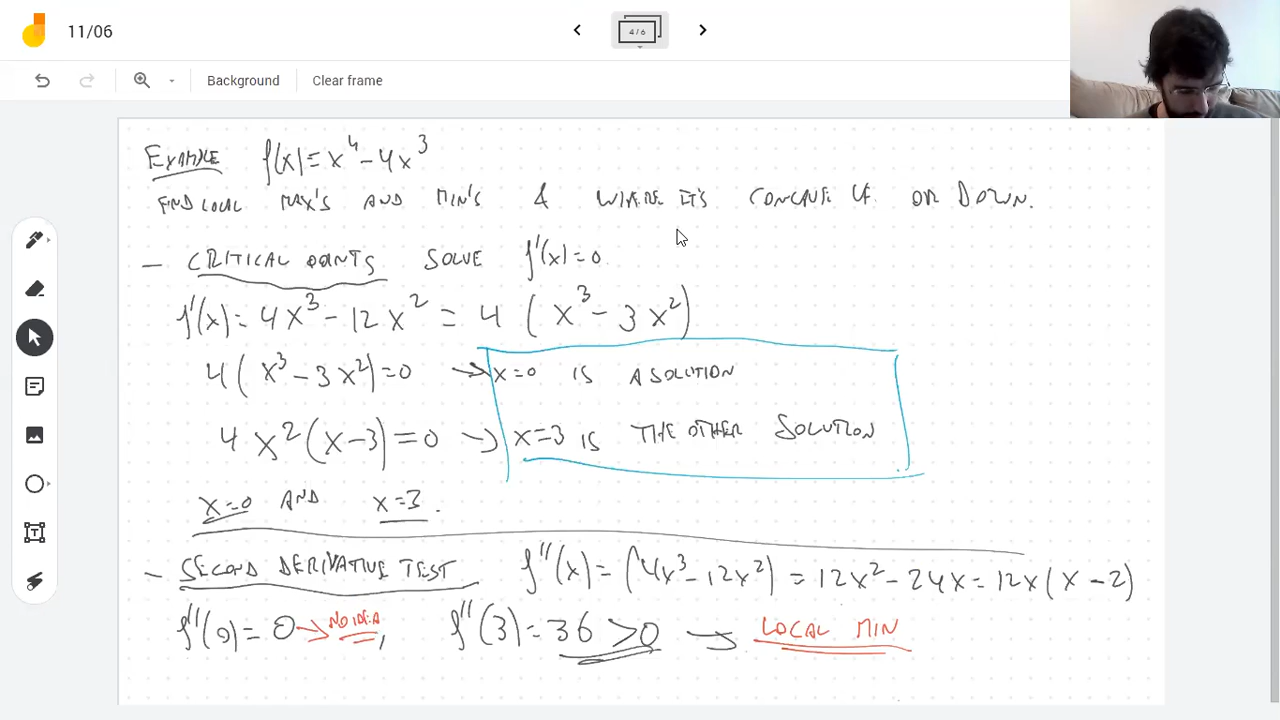 11/06
4/6
Background Clear frame
EXAMPLE f(x)=x⁴-4x³
FIND LOCAL MAX'S AND MIN'S & WHERE IT'S CONCAVE UP OR DOWN.
- CRITICAL POINTS SOLVE f'(x)=0.
f'(x)=4x³-12x²=4(x³-3x²)
4(x³-3x²)=0 → x=0 IS A SOLUTION
4x²(x-3)=0 → x=3 IS THE OTHER SOLUTION
x=0 AND x=3.
- SECOND DERIVATIVE TEST f''(x)=(4x³-12x²)=12x²-24x=12x(x-2)
f''(0)=0→NO IDEA, f''(3)=36>0 → LOCAL MIN